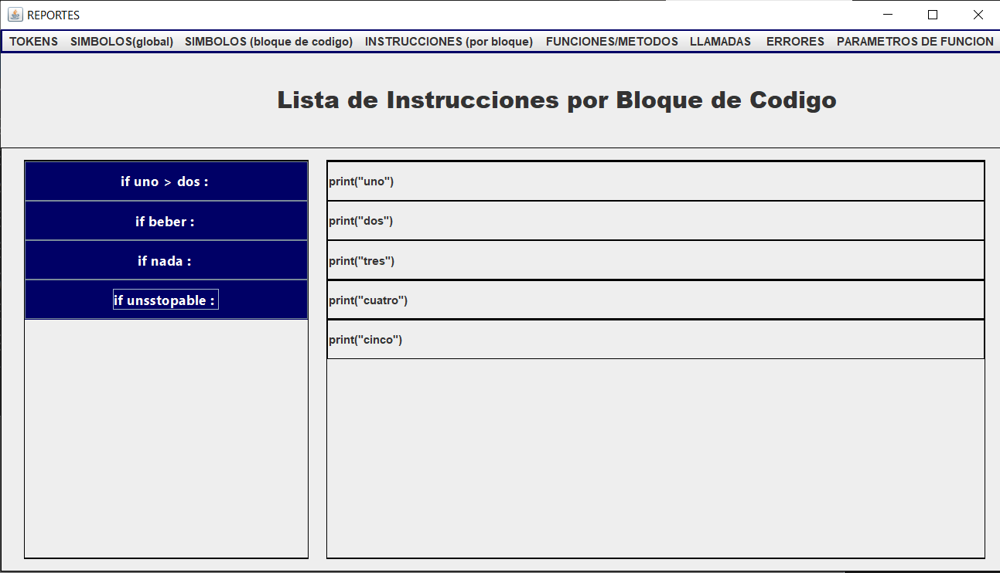 REPORTES
TOKENS SIMBOLOS(global) SIMBOLOS (bloque de codigo) INSTRUCCIONES (por bloque) FUNCIONES/METODOS LLAMADAS ERRORES PARAMETROS DE FUNCION
Lista de Instrucciones por Bloque de Codigo
if uno > dos :
if beber :
if nada :
if unsstopable :
print("uno")
print("dos")
print("tres")
print("cuatro")
print("cinco")